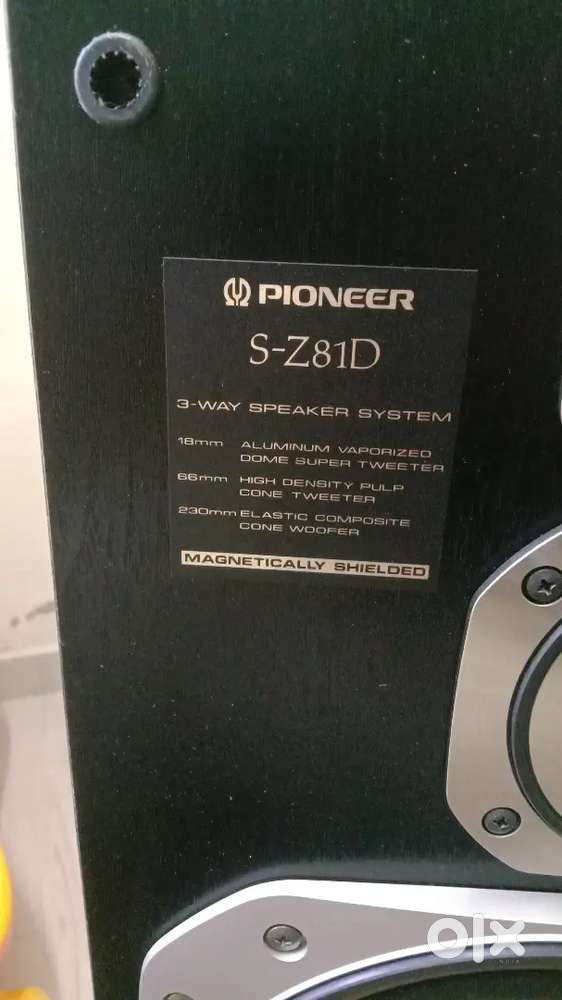 PIONEER
S-Z81D
3-WAY SPEAKER SYSTEM
18mm ALUMINUM VAPORIZED
DOME SUPER TWEETER
66mm HIGH DENSITY PULP
CONE TWEETER
230mm ELASTIC COMPOSITE
CONE WOOFER
MAGNETICALLY SHIELDED
olx
INDIA